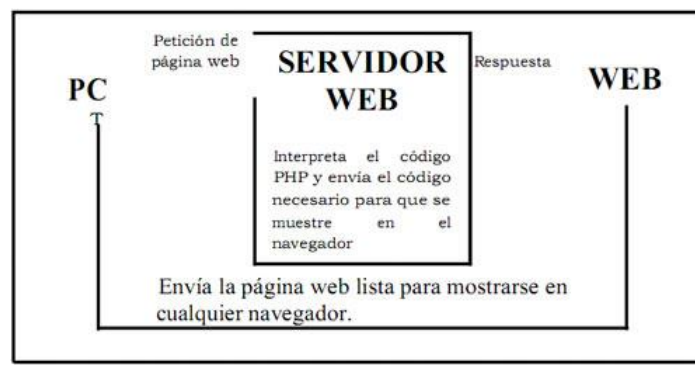 Petición de
página web
SERVIDOR
WEB
Respuesta
WEB
PC
T
Interpreta el código
PHP y envía el código
necesario para que se
muestre en el
navegador
Envía la página web lista para mostrarse en
cualquier navegador.